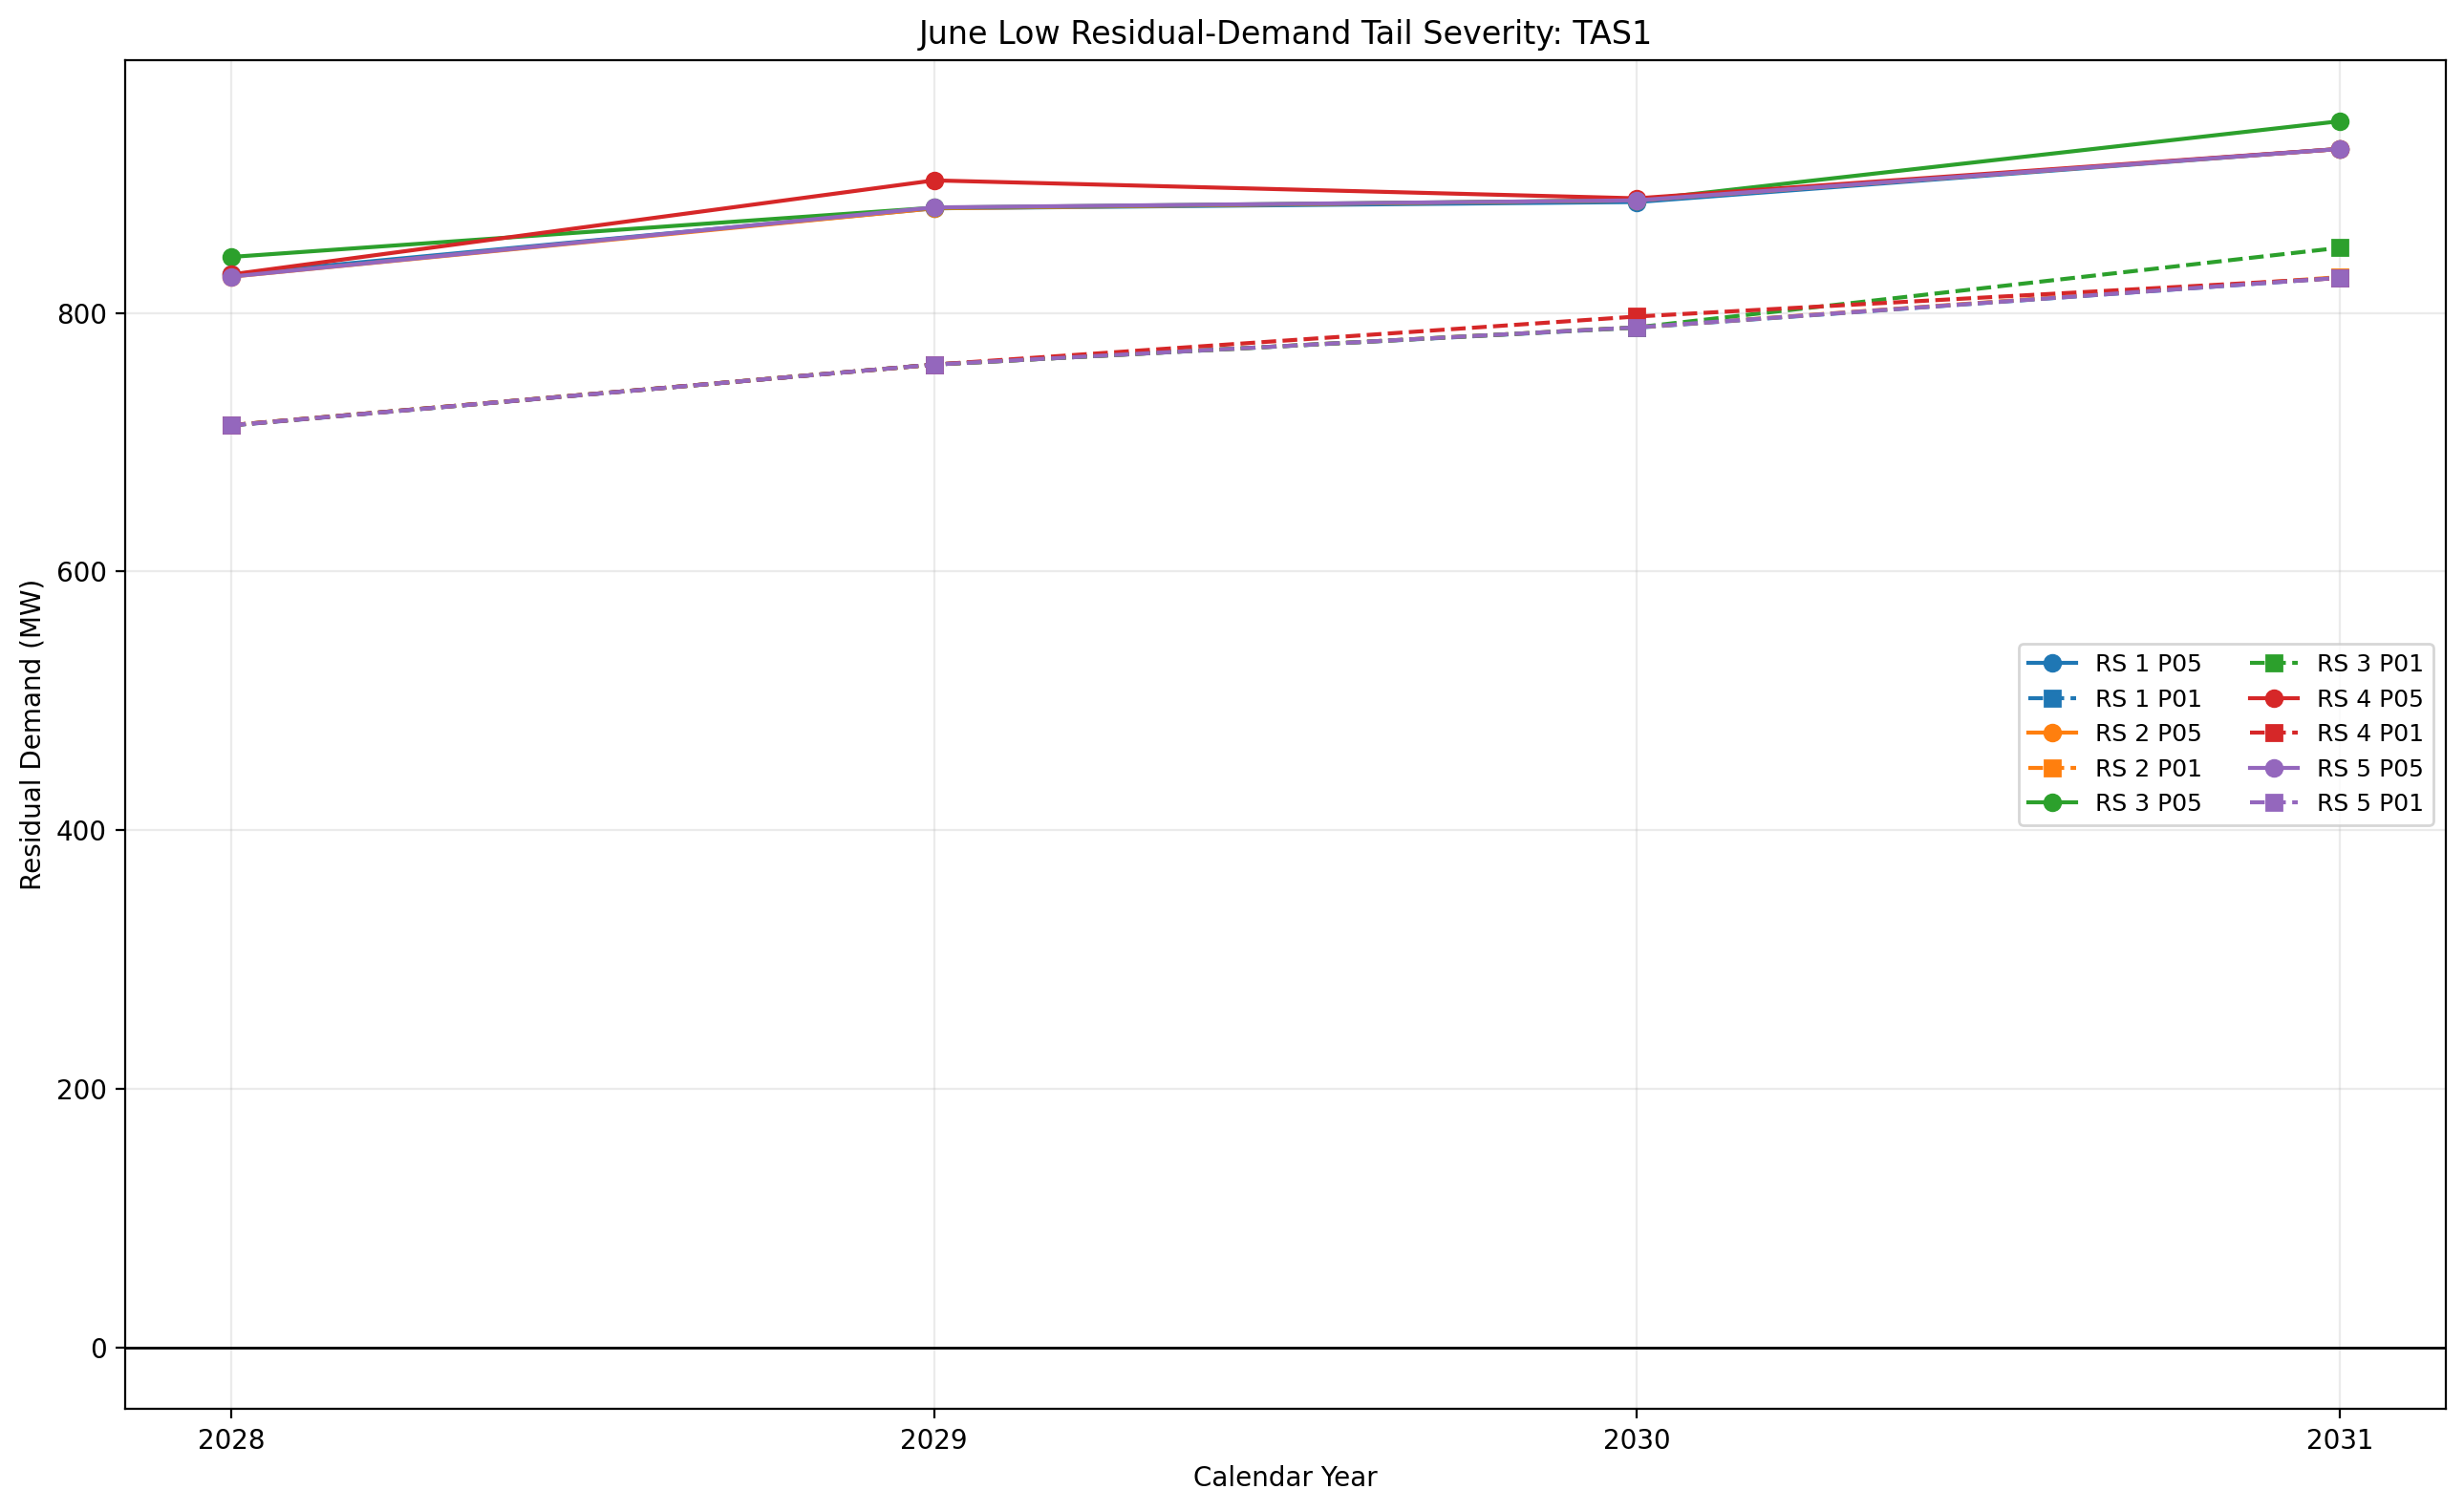 June Low Residual-Demand Tail Severity: TAS1
Residual Demand (MW)
800
600
400
200
0
RS 1 P05
RS 1 P01
RS 2 P05
RS 2 P01
RS 3 P05
RS 3 P01
RS 4 P05
RS 4 P01
RS 5 P05
RS 5 P01
2028
2029
2030
2031
Calendar Year